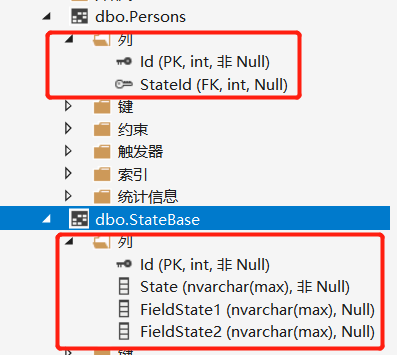 dbo.Persons
列
Id (PK, int, 非 Null)
StateId (FK, int, Null)
键
约束
触发器
索引
统计信息
dbo.StateBase
列
Id (PK, int, 非 Null)
State (nvarchar(max), 非 Null)
FieldState1 (nvarchar(max), Null)
FieldState2 (nvarchar(max), Null)